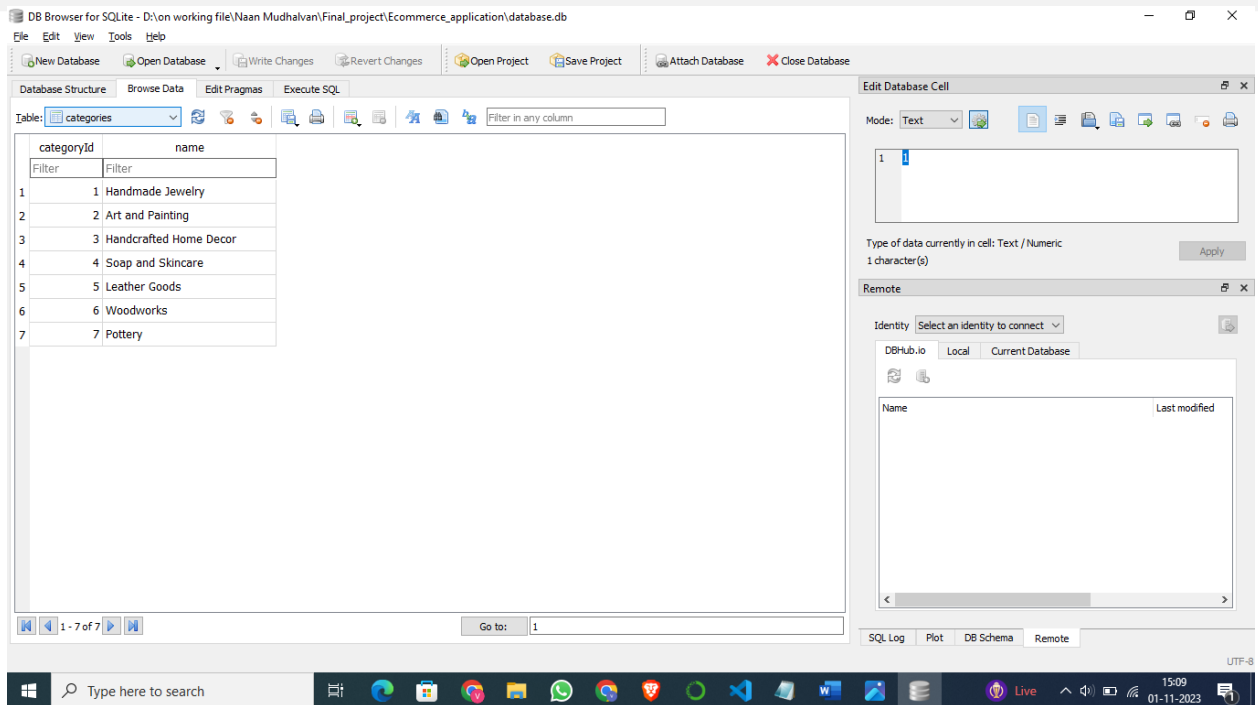 DB Browser for SQLite - D:\on working file\Naan Mudhalvan\Final_project\Ecommerce_application\database.db
File Edit View Tools Help
New Database Open Database Write Changes Revert Changes Open Project Save Project Attach Database Close Database
Database Structure Browse Data Edit Pragmas Execute SQL
Table: categories Filter in any column
categoryId name
Filter Filter
1 1 Handmade Jewelry
2 2 Art and Painting
3 3 Handcrafted Home Decor
4 4 Soap and Skincare
5 5 Leather Goods
6 6 Woodworks
7 7 Pottery
1 - 7 of 7 Go to: 1
Edit Database Cell
Mode: Text
1 1
Type of data currently in cell: Text / Numeric
1 character(s)
Apply
Remote
Identity Select an identity to connect
DBHub.io Local Current Database
Name Last modified
SQL Log Plot DB Schema Remote
UTF-8
Type here to search
Live
15:09
01-11-2023
1